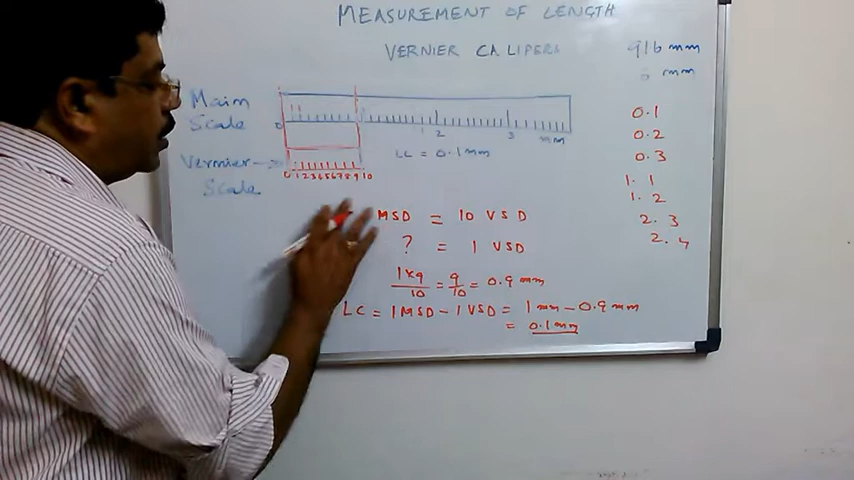 MEASUREMENT OF LENGTH
VERNIER CALIPERS
Main
Scale
0
1
2
3
mm
LC = 0.1mm
Vernier
Scale
0 1 2 3 4 5 6 7 8 9 10
MSD = 10 VSD
? = 1 VSD
1×9/10 = 9/10 = 0.9 mm
LC = 1 MSD - 1 VSD = 1 mm - 0.9 mm
= 0.1mm
mm
mm
0.1
0.2
0.3
1.1
1.2
2.3
2.4